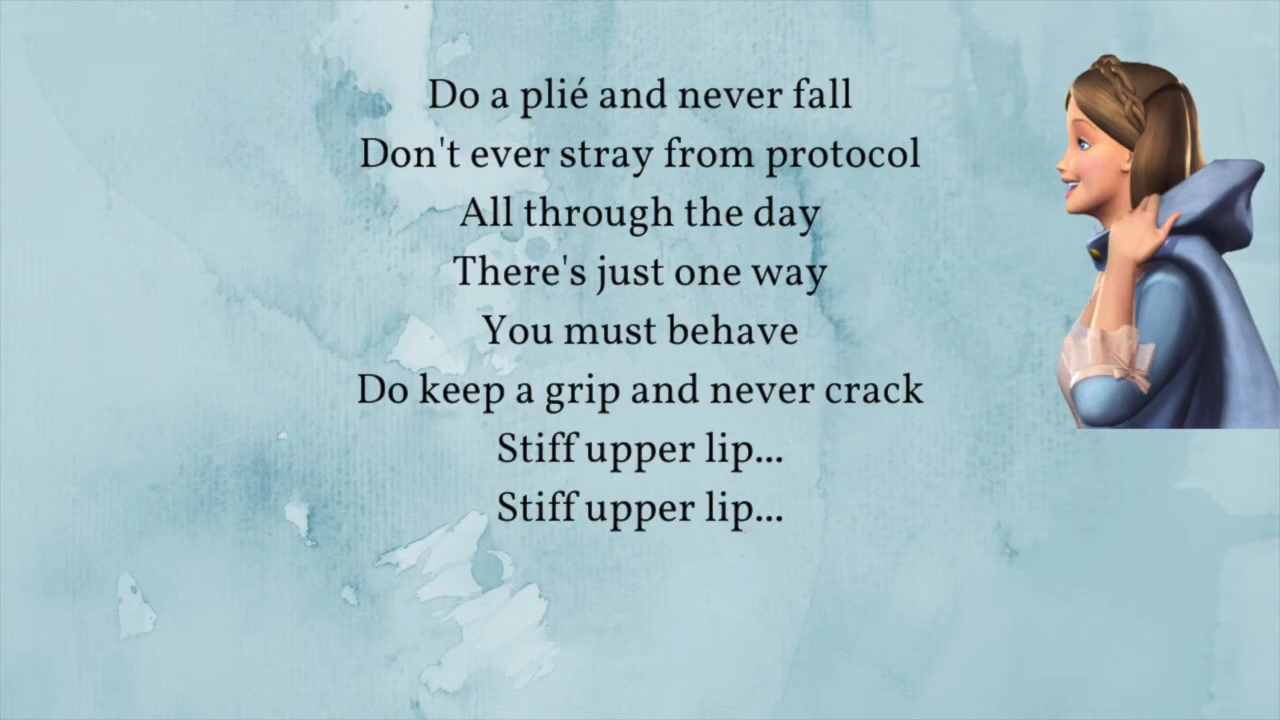 Do a plié and never fall
Don't ever stray from protocol
All through the day
There's just one way
You must behave
Do keep a grip and never crack
Stiff upper lip...
Stiff upper lip...